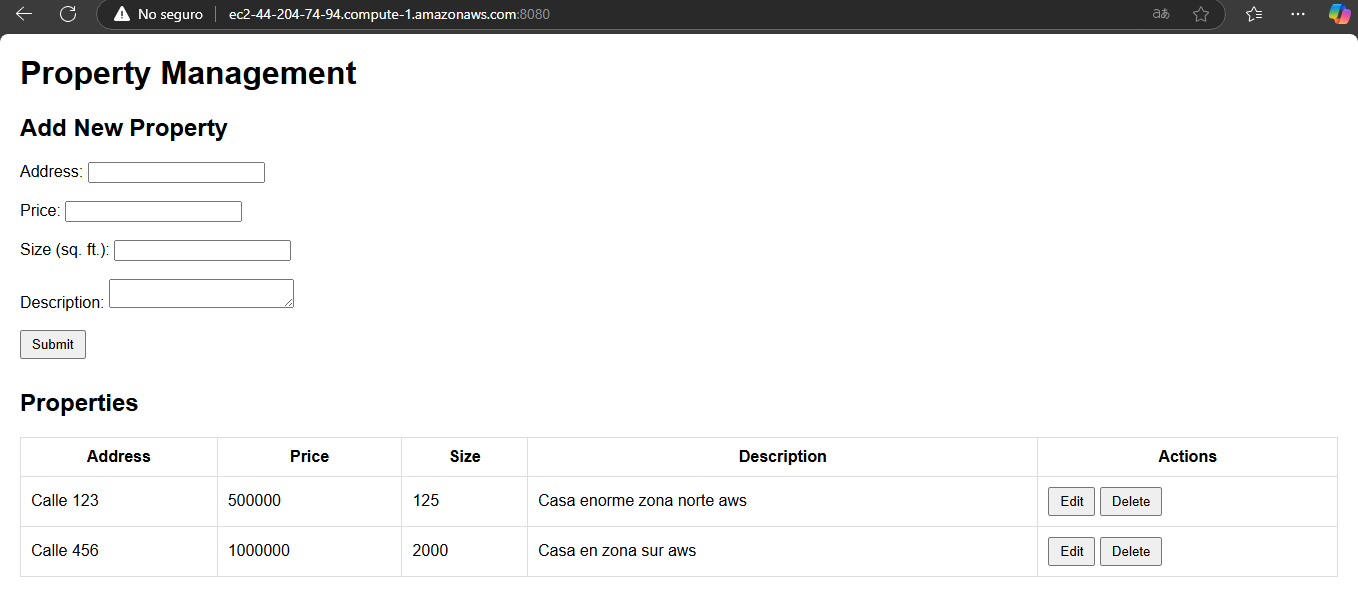 No seguro ec2-44-204-74-94.compute-1.amazonaws.com:8080 aあ
Property Management
Add New Property
Address:
Price:
Size (sq. ft.):
Description:
Submit
Properties
Address Price Size Description Actions
Calle 123 500000 125 Casa enorme zona norte aws Edit Delete
Calle 456 1000000 2000 Casa en zona sur aws Edit Delete